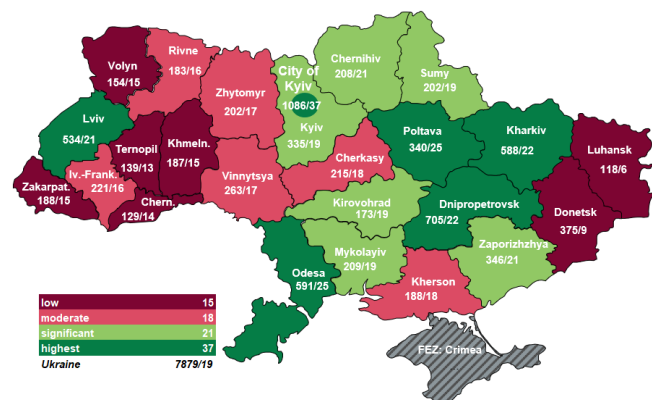 Volyn
154/15
Rivne
183/16
Zhytomyr
202/17
City of
Kyiv
1086/37
Kyiv
335/19
Chernihiv
208/21
Sumy
202/19
Lviv
534/21
Ternopil
139/13
Khmeln.
187/15
Poltava
340/25
Kharkiv
588/22
Luhansk
118/6
Zakarpat.
188/15
Iv.-Frank.
221/16
Chern.
129/14
Vinnytsya
263/17
Cherkasy
215/18
Kirovohrad
173/19
Dnipropetrovsk
705/22
Donetsk
375/9
Odesa
591/25
Mykolayiv
209/19
Kherson
188/18
Zaporizhzhya
346/21
FEZ: Crimea
low 15
moderate 18
significant 21
highest 37
Ukraine 7879/19